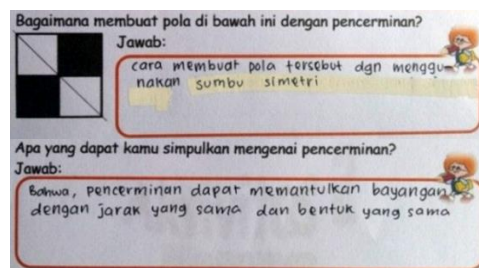 Bagaimana membuat pola di bawah ini dengan pencerminan?
Jawab:
cara membuat pola tersebut dgn menggu-
nakan sumbu simetri
Apa yang dapat kamu simpulkan mengenai pencerminan?
Jawab:
Bahwa, pencerminan dapat memantulkan bayangan
dengan jarak yang sama dan bentuk yang sama